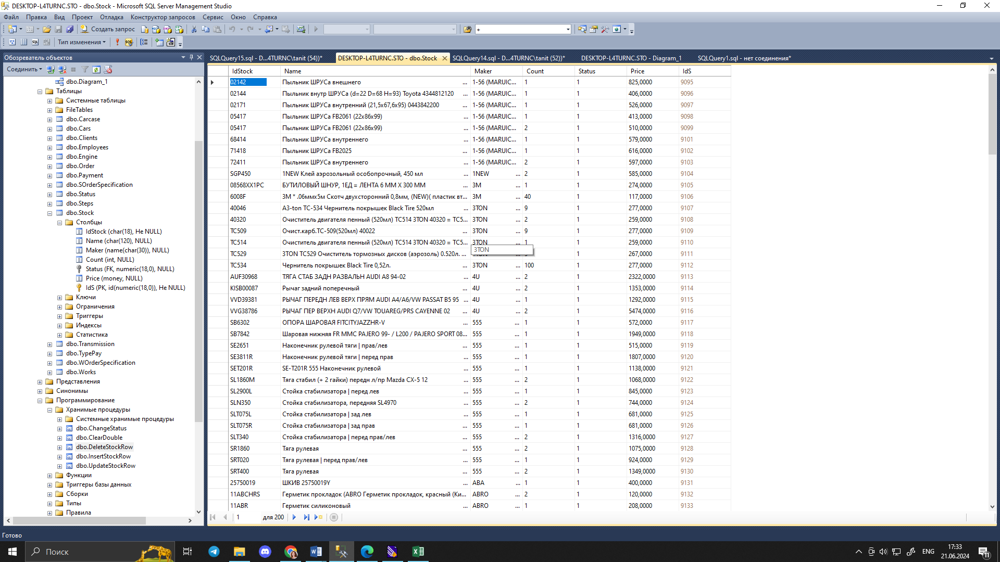 DESKTOP-L4TURNC.STO - dbo.Stock - Microsoft SQL Server Management Studio
Файл Правка Вид Проект Отладка Конструктор запросов Сервис Окно Справка
Создать запрос +
Тип изменения
Обозреватель объектов
Соединить
SQLQuery15.sql - D...4TURNC\tanit (54))* DESKTOP-L4TURNC.STO - dbo.Stock SQLQuery14.sql - D...4TURNC\tanit (52))* DESKTOP-L4TURNC.STO - Diagram_1 SQLQuery1.sql - нет соединения*
dbo.Diagram_1
Таблицы
Системные таблицы
FileTables
dbo.Carcase
dbo.Cars
dbo.Clients
dbo.Employees
dbo.Engine
dbo.Order
dbo.Payment
dbo.SOrderSpecification
dbo.Status
dbo.Steps
dbo.Stock
Столбцы
IdStock (char(18), Не NULL)
Name (char(120), NULL)
Maker (name(char(30)), NULL)
Count (int, NULL)
Status (FK, numeric(18,0), NULL)
Price (money, NULL)
IdS (PK, id(numeric(18,0)), Не NULL)
Ключи
Ограничения
Триггеры
Индексы
Статистика
dbo.Transmission
dbo.TypePay
dbo.WOrderSpecification
dbo.Works
Представления
Синонимы
Программирование
Хранимые процедуры
Системные хранимые процедуры
dbo.ChangeStatus
dbo.ClearDouble
dbo.DeleteStockRow
dbo.InsertStockRow
dbo.UpdateStockRow
Функции
Триггеры базы данных
Сборки
Типы
Правила
IdStock Name Maker Count Status Price IdS
02142 Пыльник ШРУСа внешнего ... 1-56 (MARUIC... 1 1 825,0000 9095
02144 Пыльник внутр ШРУСа (d=22 D=68 H=93) Toyota 4344812120 ... 1-56 (MARUIC... 1 1 406,0000 9096
02171 Пыльник ШРУСа внутренний (21,5x67,6x95) 0443842200 ... 1-56 (MARUIC... 1 1 526,0000 9097
05417 Пыльник ШРУСа FB2061 (22x86x99) ... 1-56 (MARUIC... 1 1 413,0000 9098
05417 Пыльник ШРУСа FB2061 (22x86x99) ... 1-56 (MARUIC... 2 1 510,0000 9099
68414 Пыльник ШРУСа внутреннего ... 1-56 (MARUIC... 1 1 579,0000 9101
71418 Пыльник ШРУСа FB2025 ... 1-56 (MARUIC... 1 1 616,0000 9102
72411 Пыльник ШРУСа внутреннего ... 1-56 (MARUIC... 2 1 597,0000 9103
SGP450 1NEW Клей аэрозольный особопрочный, 450 мл ... 1NEW ... 2 1 585,0000 9104
08568XX1PC БУТИЛОВЫЙ ШНУР, 1ЕД = ЛЕНТА 6 ММ Х 300 ММ ... 3M ... 1 1 274,0000 9105
6008F 3M * .06ммx5м Скотч двухсторонний 0,8мм, (NEW)( пластик вт... 3M ... 40 1 117,0000 9106
40046 A3-ton TC-534 Чернитель покрышек Black Tire 520мл ... 3TON ... 9 1 277,0000 9107
40320 Очиститель двигателя пенный (520мл) TC514 3TON 40320 = TC5... 3TON ... 2 1 259,0000 9108
TC509 Очист.карб.ТС-509(520мл) 40022 ... 3TON ... 9 1 277,0000 9109
TC514 Очиститель двигателя пенный (520мл) TC514 3TON 40320 = TC5... 3TON ... 1 1 259,0000 9110
3TON
TC529 3TON TC529 Очиститель тормозных дисков (аэрозоль) 0.520л. ... 1 267,0000 9111
TC534 Чернитель покрышек Black Tire 0,52л. ... 3TON ... 100 1 277,0000 9112
AUF30968 ТЯГА СТАБ ЗАДН РАЗВАЛЬН AUDI A8 94-02 ... 4U ... 2 1 2322,0000 9113
KISB00087 Рычаг задний поперечный ... 4U ... 2 1 1353,0000 9114
VVD39381 РЫЧАГ ПЕРЕДН ЛЕВ ВЕРХ ПРЯМ AUDI A4/A6/VW PASSAT B5 95 ... 4U ... 1 1 1292,0000 9115
VVG38786 РЫЧАГ ПЕР ВЕРХН AUDI Q7/VW TOUAREG/PRS CAYENNE 02 ... 4U ... 2 1 5474,0000 9116
SB6302 ОПОРА ШАРОВАЯ FITCITYJAZZHR-V ... 555 ... 1 1 572,0000 9117
SB7842 Шаровая нижняя FR MMC PAJERO 99- / L200 / PAJERO SPORT 08... 555 ... 1 1 1949,0000 9118
SE2651 Наконечник рулевой тяги | прав/лев ... 555 ... 1 1 515,0000 9119
SE3811R Наконечник рулевой тяги | перед прав ... 555 ... 1 1 1807,0000 9120
SET201R SE-T201R 555 Наконечник рулевой ... 555 ... 1 1 1138,0000 9121
SL1860M Тяга стабил (+ 2 гайки) передн л/пр Mazda CX-5 12 ... 555 ... 2 1 1068,0000 9122
SL2900L Стойка стабилизатора | перед лев ... 555 ... 1 1 845,0000 9123
SLN350 Стойка стабилизатора, передняя SL4970 ... 555 ... 2 1 744,0000 9124
SLT075L Стойка стабилизатора | зад лев ... 555 ... 1 1 681,0000 9125
SLT075R Стойка стабилизатора | зад прав ... 555 ... 1 1 681,0000 9126
SLT340 Стойка стабилизатора | перед прав/лев ... 555 ... 2 1 1316,0000 9127
SR1860 Тяга рулевая ... 555 ... 2 1 1075,0000 9128
SRT020 Тяга рулевая | перед прав/лев ... 555 ... 1 1 924,0000 9129
SRT400 Тяга рулевая ... 555 ... 2 1 1349,0000 9130
25750019 ШКИВ 25750019Y ... ABA ... 1 1 400,0000 9131
11ABCHRS Герметик прокладок (ABRO Герметик прокладок, красный (Ки... ABRO ... 2 1 120,0000 9132
11ABR Герметик силиконовый ... ABRO ... 1 1 208,0000 9133
1 для 200
Готово
Поиск
ENG 17:33
21.06.2024
11